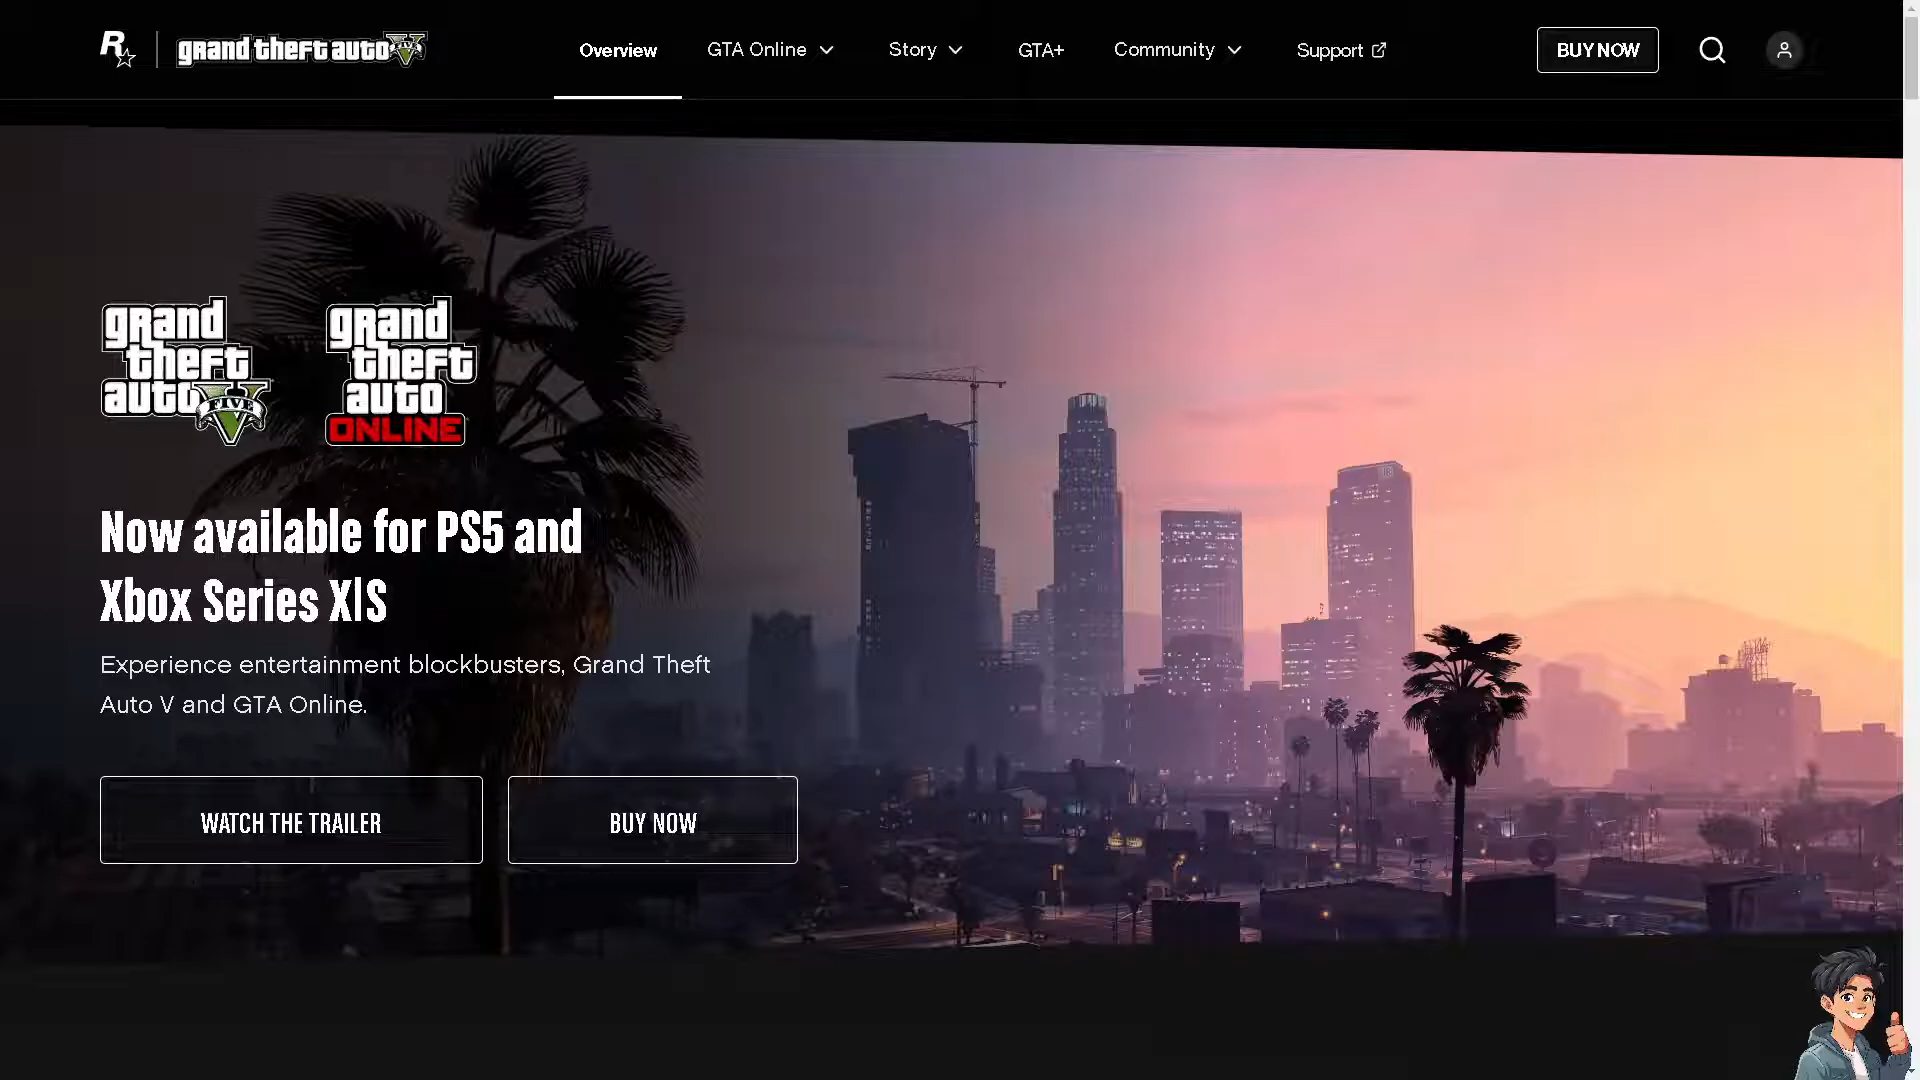 R
grand theft auto V
Overview
GTA Online
Story
GTA+
Community
Support
BUY NOW
grand
theft
auto
FIVE
grand
theft
auto
ONLINE
Now available for PS5 and
Xbox Series X|S
Experience entertainment blockbusters, Grand Theft
Auto V and GTA Online.
WATCH THE TRAILER
BUY NOW